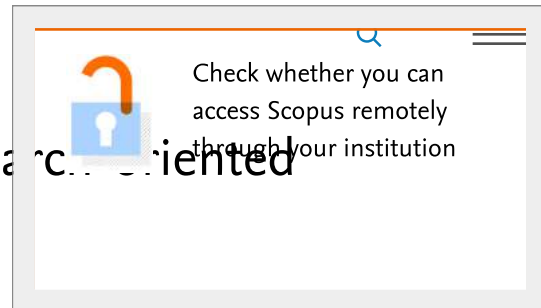 Check whether you can
access Scopus remotely
through your institution